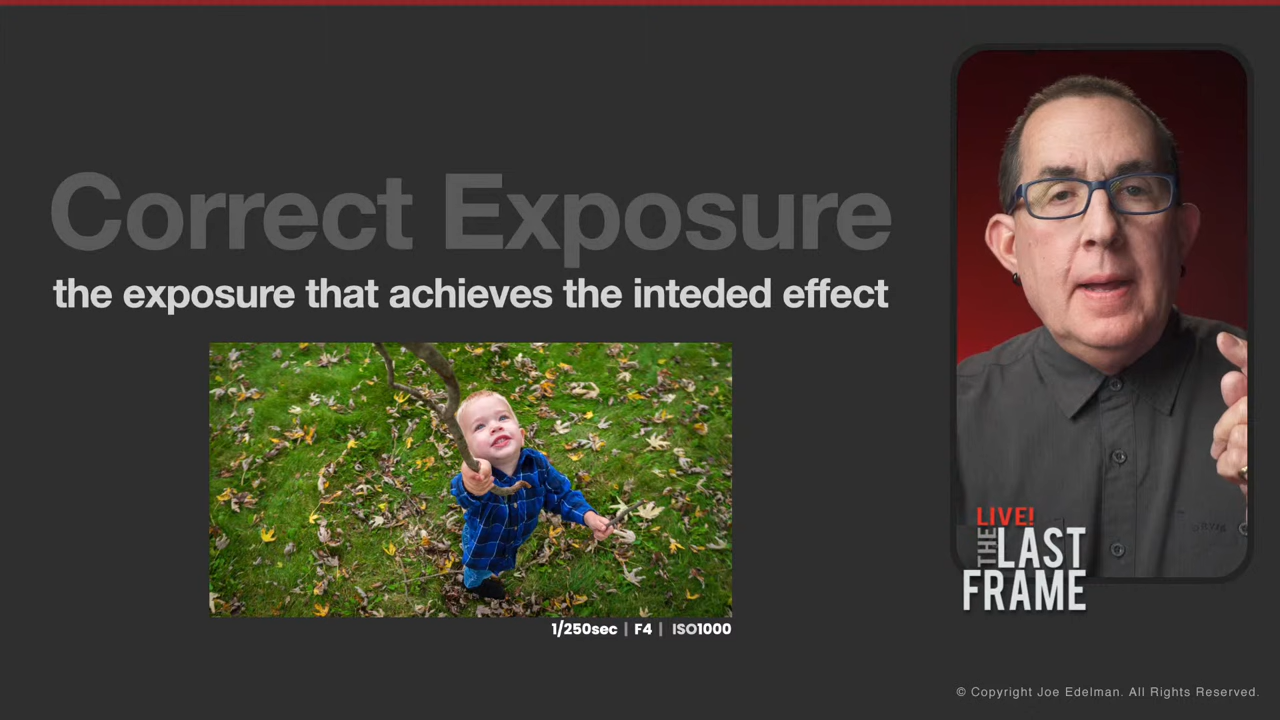 Correct Exposure
the exposure that achieves the inteded effect
1/250sec | F4 | ISO1000
LIVE!
THE LAST
FRAME
© Copyright Joe Edelman. All Rights Reserved.